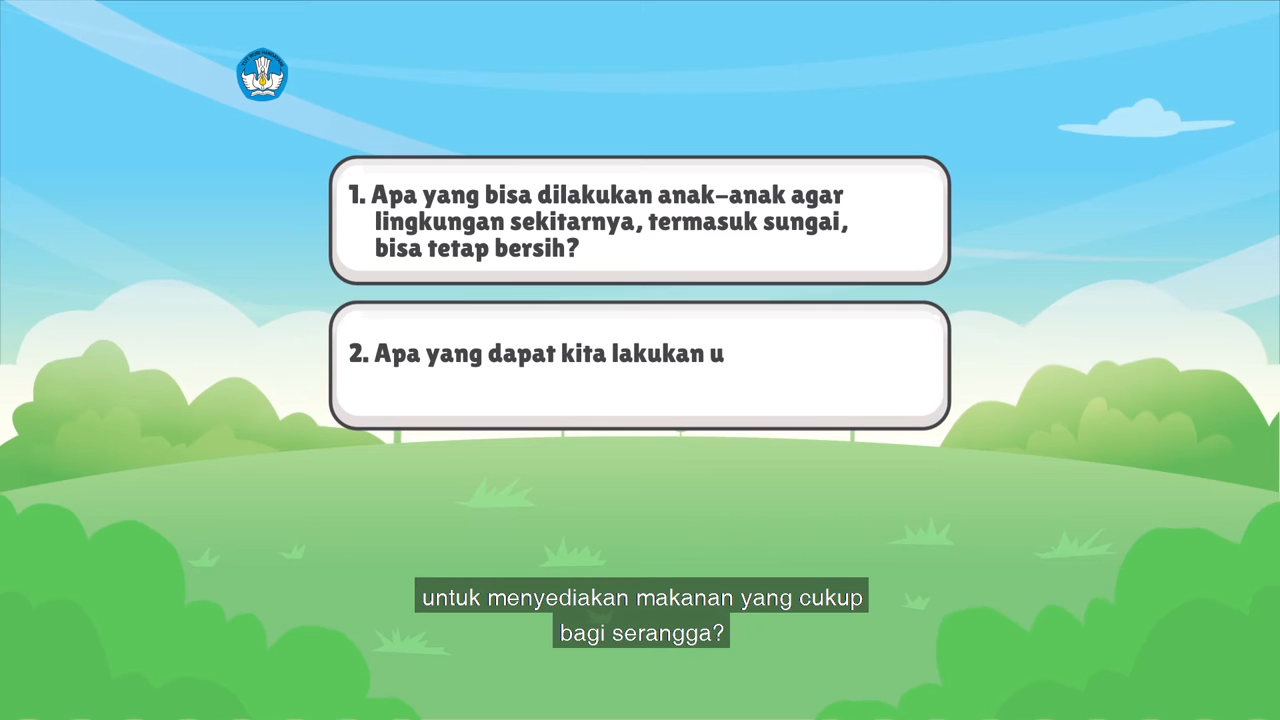 1. Apa yang bisa dilakukan anak-anak agar
lingkungan sekitarnya, termasuk sungai,
bisa tetap bersih?
2. Apa yang dapat kita lakukan u
untuk menyediakan makanan yang cukup
bagi serangga?